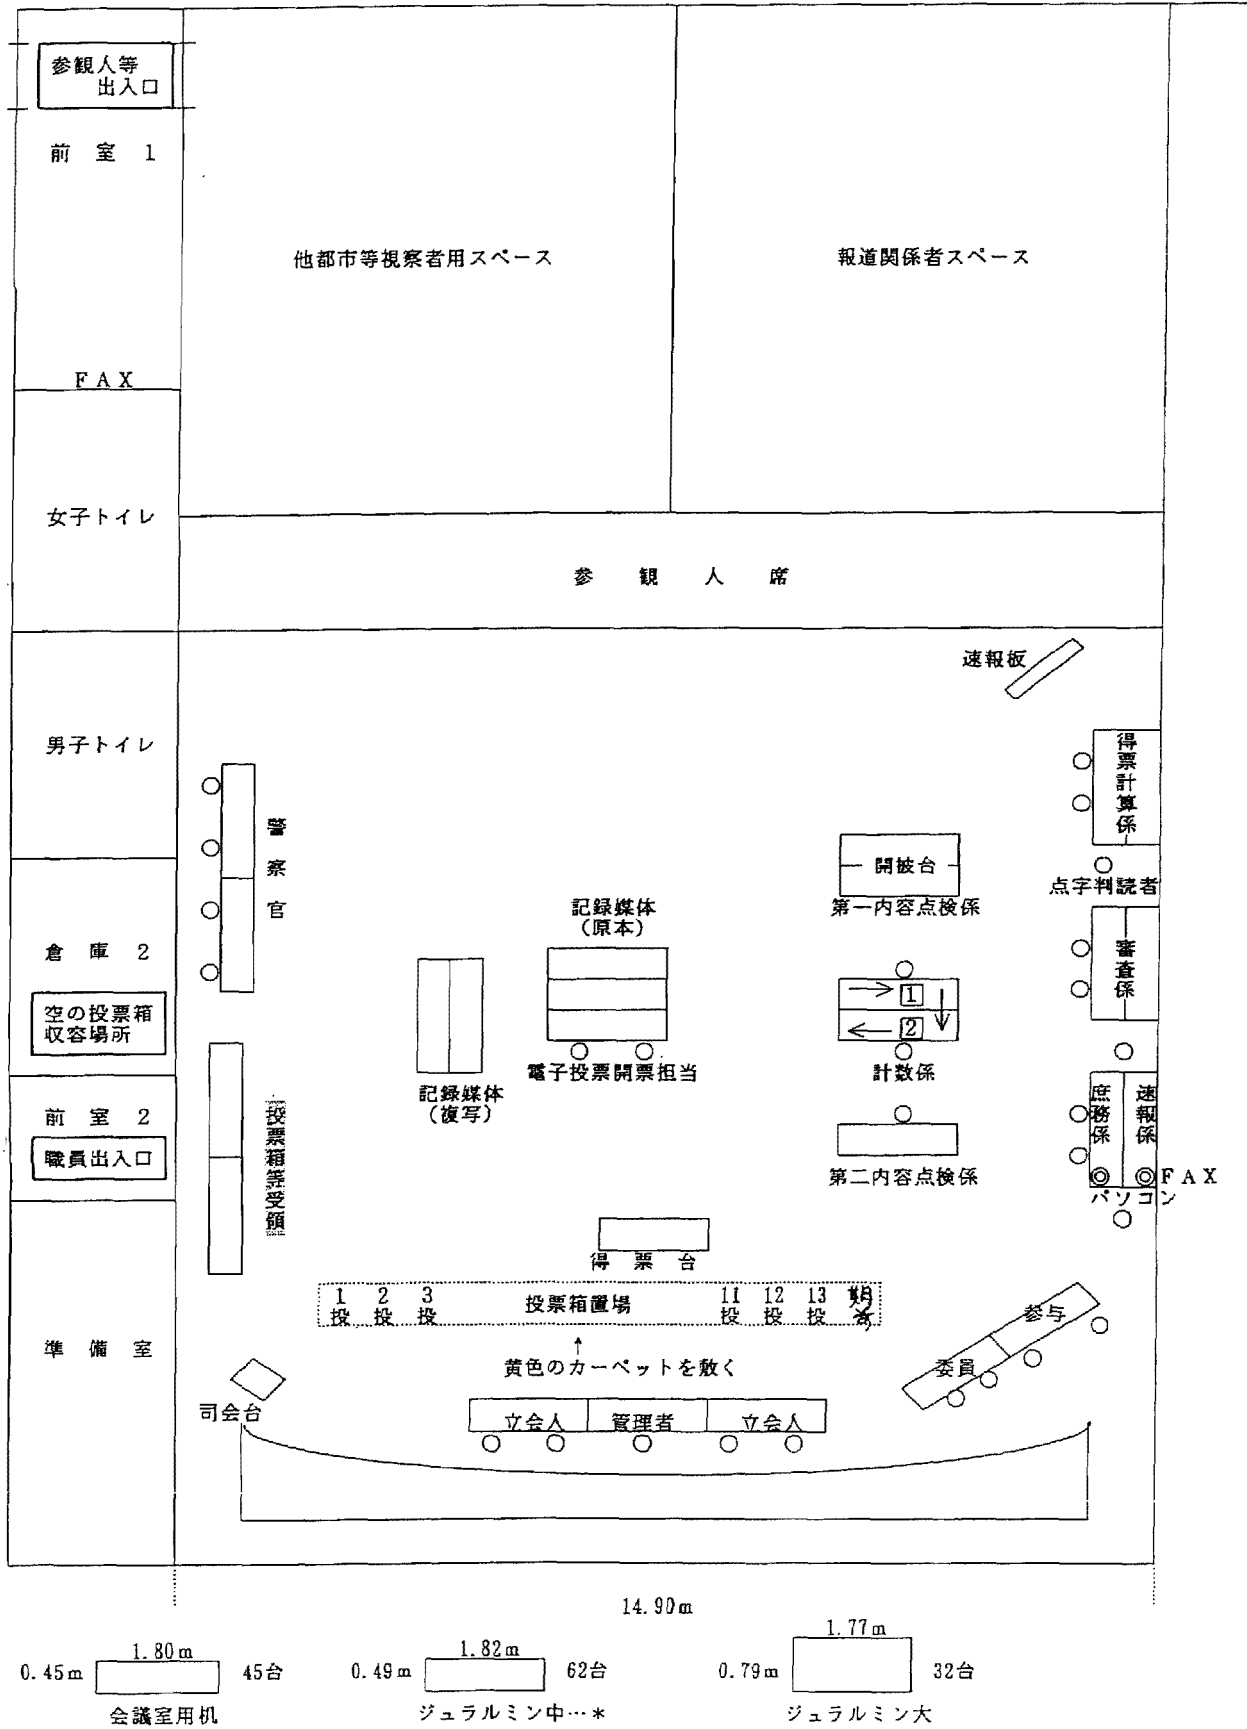 参観人等
出入口
前室1
他都市等視察者用スペース
報道関係者スペース
FAX
女子トイレ
参観人席
速報板
男子トイレ
得票計算係
警察官
開披台
点字判読者
第一内容点検係
記録媒体
(原本)
倉庫2
審査係
空の投票箱
収容場所
1
2
電子投票開票担当
計数係
記録媒体
(複写)
前室2
職員出入口
投票箱等受領
庶務係
速報係
第二内容点検係
FAX
パソコン
得票台
1投
2投
3投
投票箱置場
11投
12投
13投
参与
準備室
↑
黄色のカーペットを敷く
委員
司会台
立会人
管理者
立会人
14.90m
1.80m
0.45m
45台
会議室用机
1.82m
0.49m
62台
ジュラルミン中…*
1.77m
0.79m
32台
ジュラルミン大